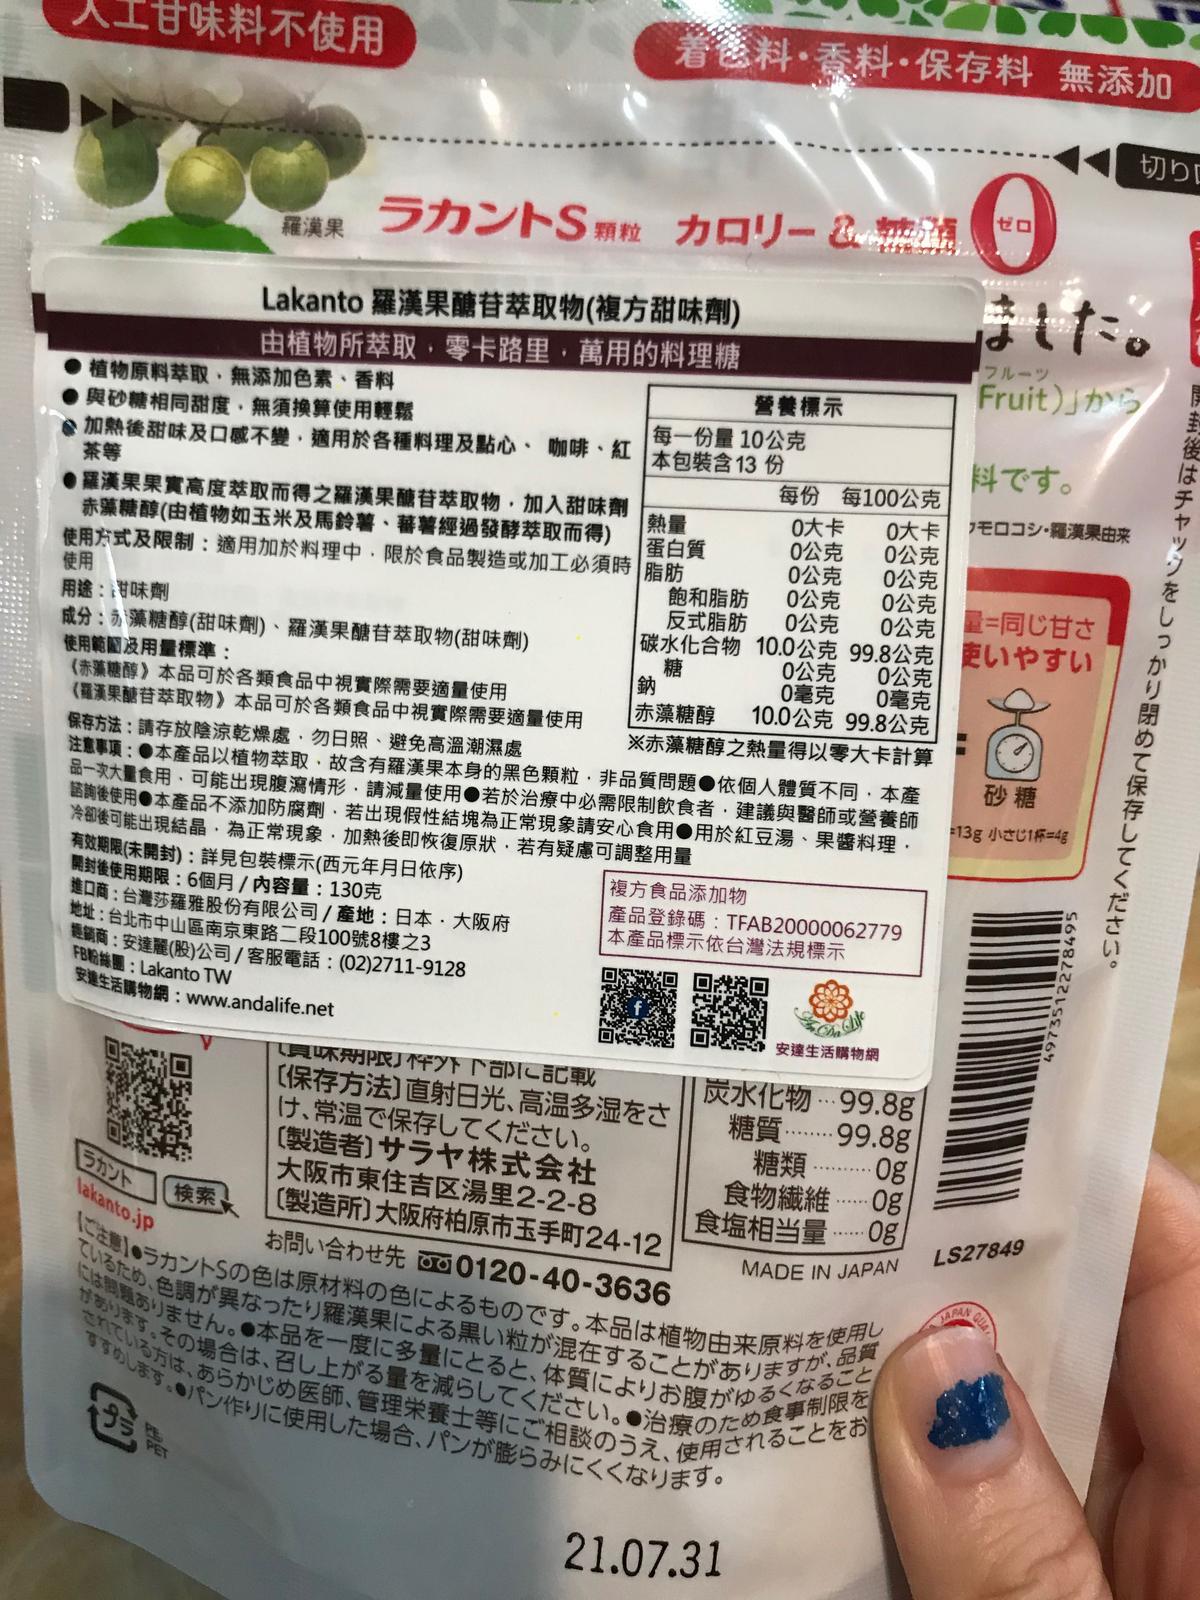 人工甘味料不使用
着色料・香料・保存料 無添加
切り
羅漢果
ラカントS 顆粒 カロリー & 糖類 0 ゼロ
ました。
フルーツ
Fruit)」から
料です。
モロコシ・羅漢果由来
量=同じ甘さ
使いやすい
=
砂糖
=13g 小さじ1杯=4g
開封後はチャックをしっかり閉めて保存してください。
Lakanto 羅漢果醣苷萃取物(複方甜味劑)
由植物所萃取，零卡路里，萬用的料理糖
● 植物原料萃取，無添加色素、香料
● 與砂糖相同甜度，無須換算使用輕鬆
● 加熱後甜味及口感不變，適用於各種料理及點心、 咖啡、紅
茶等
● 羅漢果果實高度萃取而得之羅漢果醣苷萃取物，加入甜味劑
赤藻糖醇(由植物如玉米及馬鈴薯、蕃薯經過發酵萃取而得)
使用方式及限制：適用加於料理中，限於食品製造或加工必須時
使用
用途：甜味劑
成分：赤藻糖醇(甜味劑)、羅漢果醣苷萃取物(甜味劑)
使用範圍及用量標準：
《赤藻糖醇》本品可於各類食品中視實際需要適量使用
《羅漢果醣苷萃取物》本品可於各類食品中視實際需要適量使用
營養標示
每一份量 10公克
本包裝含 13 份
每份 每100公克
熱量 0大卡 0大卡
蛋白質 0公克 0公克
脂肪 0公克 0公克
飽和脂肪 0公克 0公克
反式脂肪 0公克 0公克
碳水化合物 10.0公克 99.8公克
糖 0公克 0公克
鈉 0毫克 0毫克
赤藻糖醇 10.0公克 99.8公克
※赤藻糖醇之熱量得以零大卡計算
保存方法：請存放陰涼乾燥處，勿日照、避免高溫潮濕處
注意事項：●本產品以植物萃取，故含有羅漢果本身的黑色顆粒，非品質問題●依個人體質不同，本產
品一次大量食用，可能出現腹瀉情形，請減量使用●若於治療中必需限制飲食者，建議與醫師或營養師
諮詢後使用●本產品不添加防腐劑，若出現假性結塊為正常現象請安心食用●用於紅豆湯、果醬料理，
冷卻後可能出現結晶，為正常現象，加熱後即恢復原狀，若有疑慮可調整用量
有效期限(未開封)：詳見包裝標示(西元年月日依序)
開封後使用期限：6個月 / 內容量：130克
進口商：台灣莎羅雅股份有限公司 / 產地：日本，大阪府
地址：台北市中山區南京東路二段100號8樓之3
經銷商：安達麗(股)公司 / 客服電話：(02)2711-9128
FB粉絲團：Lakanto TW
安達生活購物網：www.andalife.net
複方食品添加物
產品登錄碼：TFAB20000062779
本產品標示依台灣法規標示
An Da Life
安達生活購物網
4973512278495
〔賞味期限〕枠外下部に記載
〔保存方法〕直射日光、高温多湿をさ
け、常温で保存してください。
〔製造者〕サラヤ株式会社
大阪市東住吉区湯里2-2-8
〔製造所〕大阪府柏原市玉手町24-12
炭水化物…99.8g
糖質……99.8g
糖類……0g
食物繊維……0g
食塩相当量……0g
ラカント 検索
lakanto.jp
お問い合わせ先 0120-40-3636
MADE IN JAPAN
LS27849
JAPAN QUA
【ご注意】●ラカントSの色は原材料の色によるものです。本品は植物由来原料を使用し
ているため、色調が異なったり羅漢果による黒い粒が混在することがありますが、品質
には問題ありません。●本品を一度に多量にとると、体質によりお腹がゆるくなること
があります。その場合は、召し上がる量を減らしてください。●治療のため食事制限を
されている方は、あらかじめ医師、管理栄養士等にご相談のうえ、使用されることをお
すすめします。●パン作りに使用した場合、パンが膨らみにくくなります。
プラ
PE,
PET
21.07.31